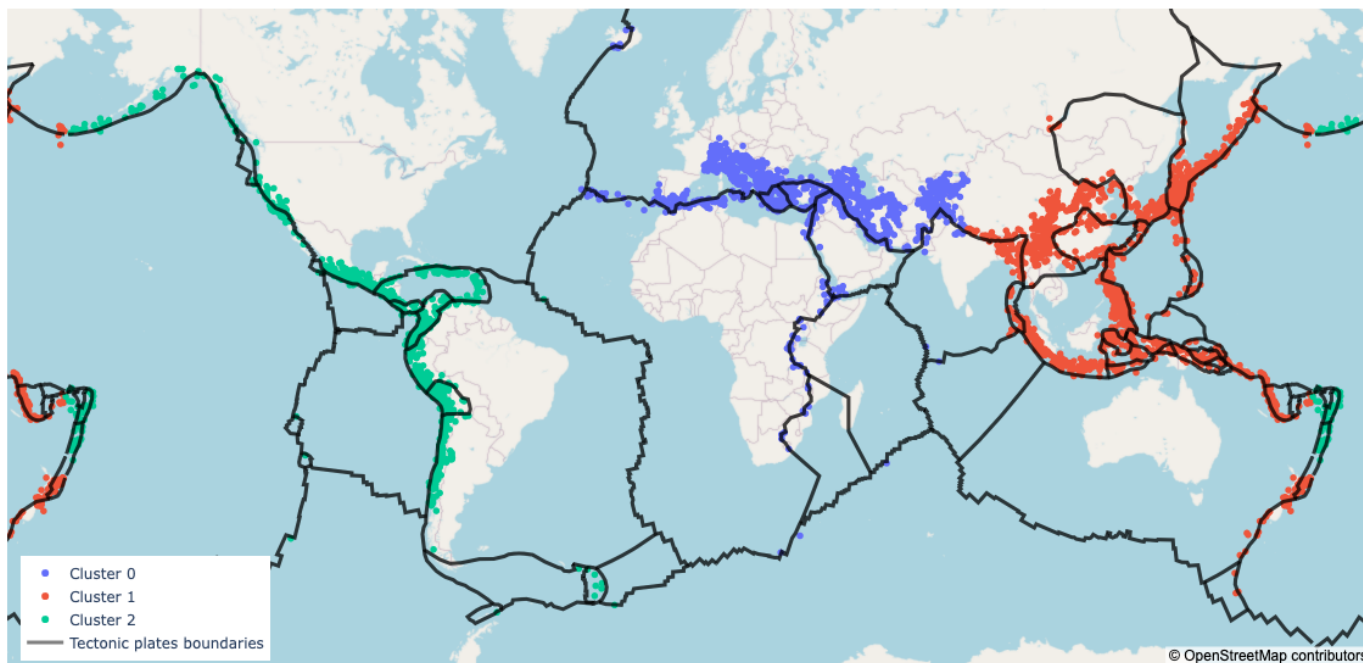 Cluster 0
Cluster 1
Cluster 2
Tectonic plates boundaries
© OpenStreetMap contributors